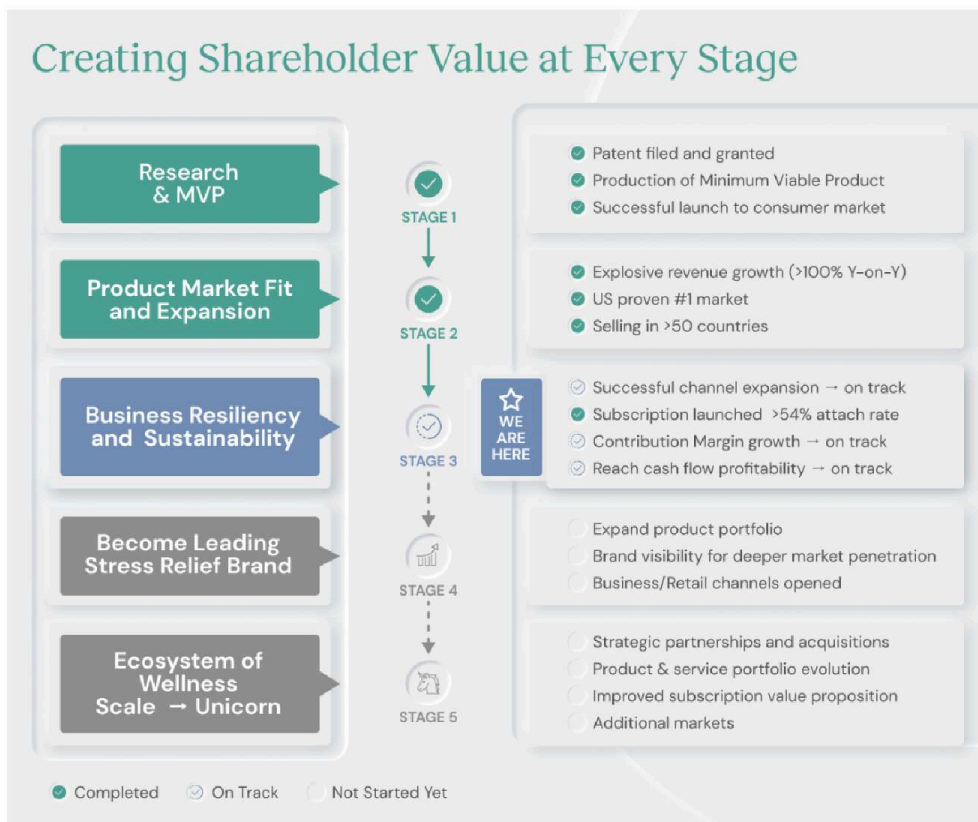 Creating Shareholder Value at Every Stage
Research
& MVP
STAGE 1
Patent filed and granted
Production of Minimum Viable Product
Successful launch to consumer market
Product Market Fit
and Expansion
STAGE 2
Explosive revenue growth (>100% Y-on-Y)
US proven #1 market
Selling in >50 countries
Business Resiliency
and Sustainability
STAGE 3
WE
ARE
HERE
Successful channel expansion → on track
Subscription launched >54% attach rate
Contribution Margin growth → on track
Reach cash flow profitability → on track
Become Leading
Stress Relief Brand
STAGE 4
Expand product portfolio
Brand visibility for deeper market penetration
Business/Retail channels opened
Ecosystem of
Wellness
Scale → Unicorn
STAGE 5
Strategic partnerships and acquisitions
Product & service portfolio evolution
Improved subscription value proposition
Additional markets
Completed
On Track
Not Started Yet